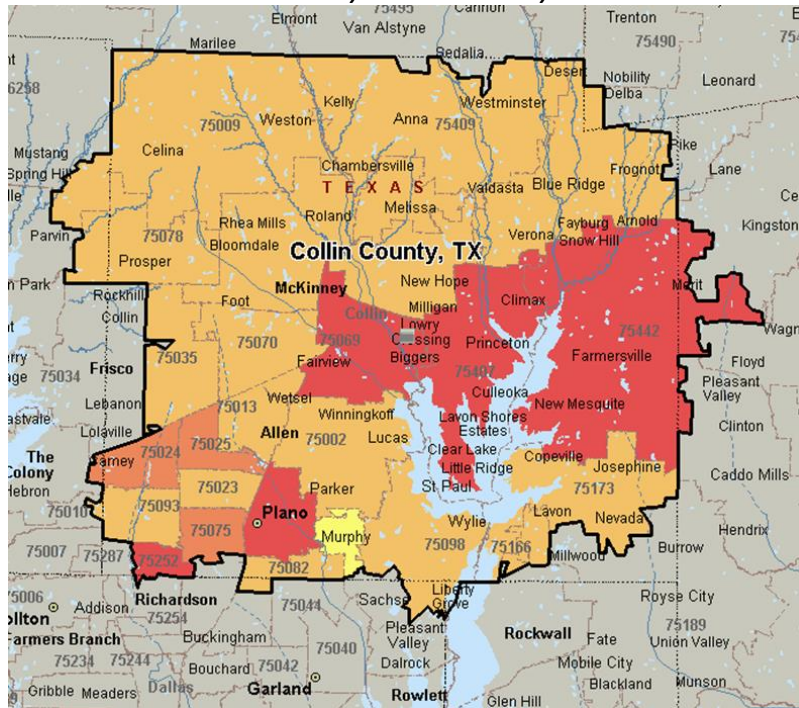 75495
Cannon
Elmont
Van Alstyne
Trenton
75490
Marilee
Sedalia
Desert
Nobility
Delba
Leonard
Kelly
Westminster
75009
Weston
Anna
75409
Mustang
Celina
Pike
Spring Hill
Chambersville
Frognot
Lane
TEXAS
Valdasta
Blue Ridge
Melissa
Roland
Rhea Mills
Fayburg
Arnold
Kingston
Parvin
75078
Bloomdale
Verona
Snow Hill
Collin County, TX
Prosper
New Hope
Merit
McKinney
Rockhill
Foot
Milligan
Climax
Collin
Collin
Lowry
Crossing
75442
75070
75069
Princeton
75035
Fairview
Biggers
Farmersville
Floyd
Frisco
75034
75407
Pleasant
Valley
Wetsel
Culleoka
Lebanon
75013
Winningkoff
Lavon Shores
Estates
New Mesquite
Clinton
Lolaville
Allen
75002
Lucas
The
Colony
75024
75025
Clear Lake
Copeville
Little Ridge
Josephine
Caddo Mills
Hebron
75023
Parker
St Paul
75173
75093
Plano
Lavon
Nevada
75075
Murphy
Wylie
Hendrix
75007
75287
75252
75098
75166
Millwood
Burrow
75082
Richardson
Liberty
Grove
75006
Addison
75254
75044
Royse City
Farmers Branch
Buckingham
Pleasant
Valley
Rockwall
Fate
75189
Union Valley
75234
75244
75040
Bouchard
75042
Dalrock
Mobile City
Dallas
Garland
Blackland
Munson
Gribble
Meaders
Rowlett
Glen Hill